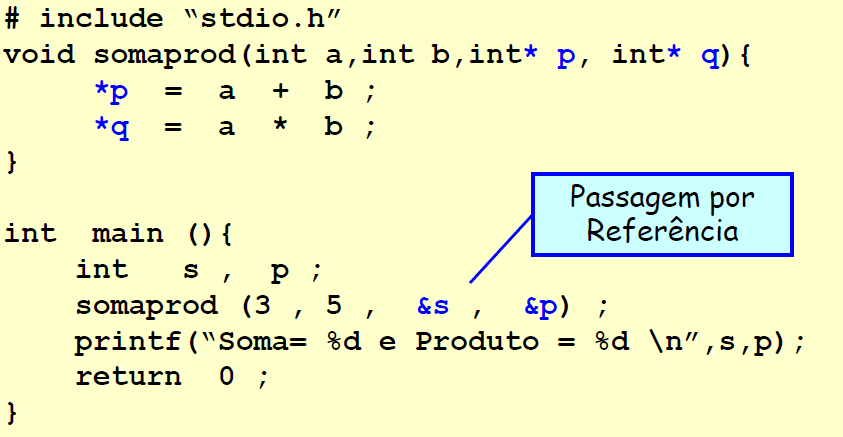 # include “stdio.h”
void somaprod(int a,int b,int* p, int* q){
*p = a + b ;
*q = a * b ;
}
Passagem por
Referência
int main (){
int s , p ;
somaprod (3 , 5 , &s , &p) ;
printf(“Soma= %d e Produto = %d \n”,s,p);
return 0 ;
}